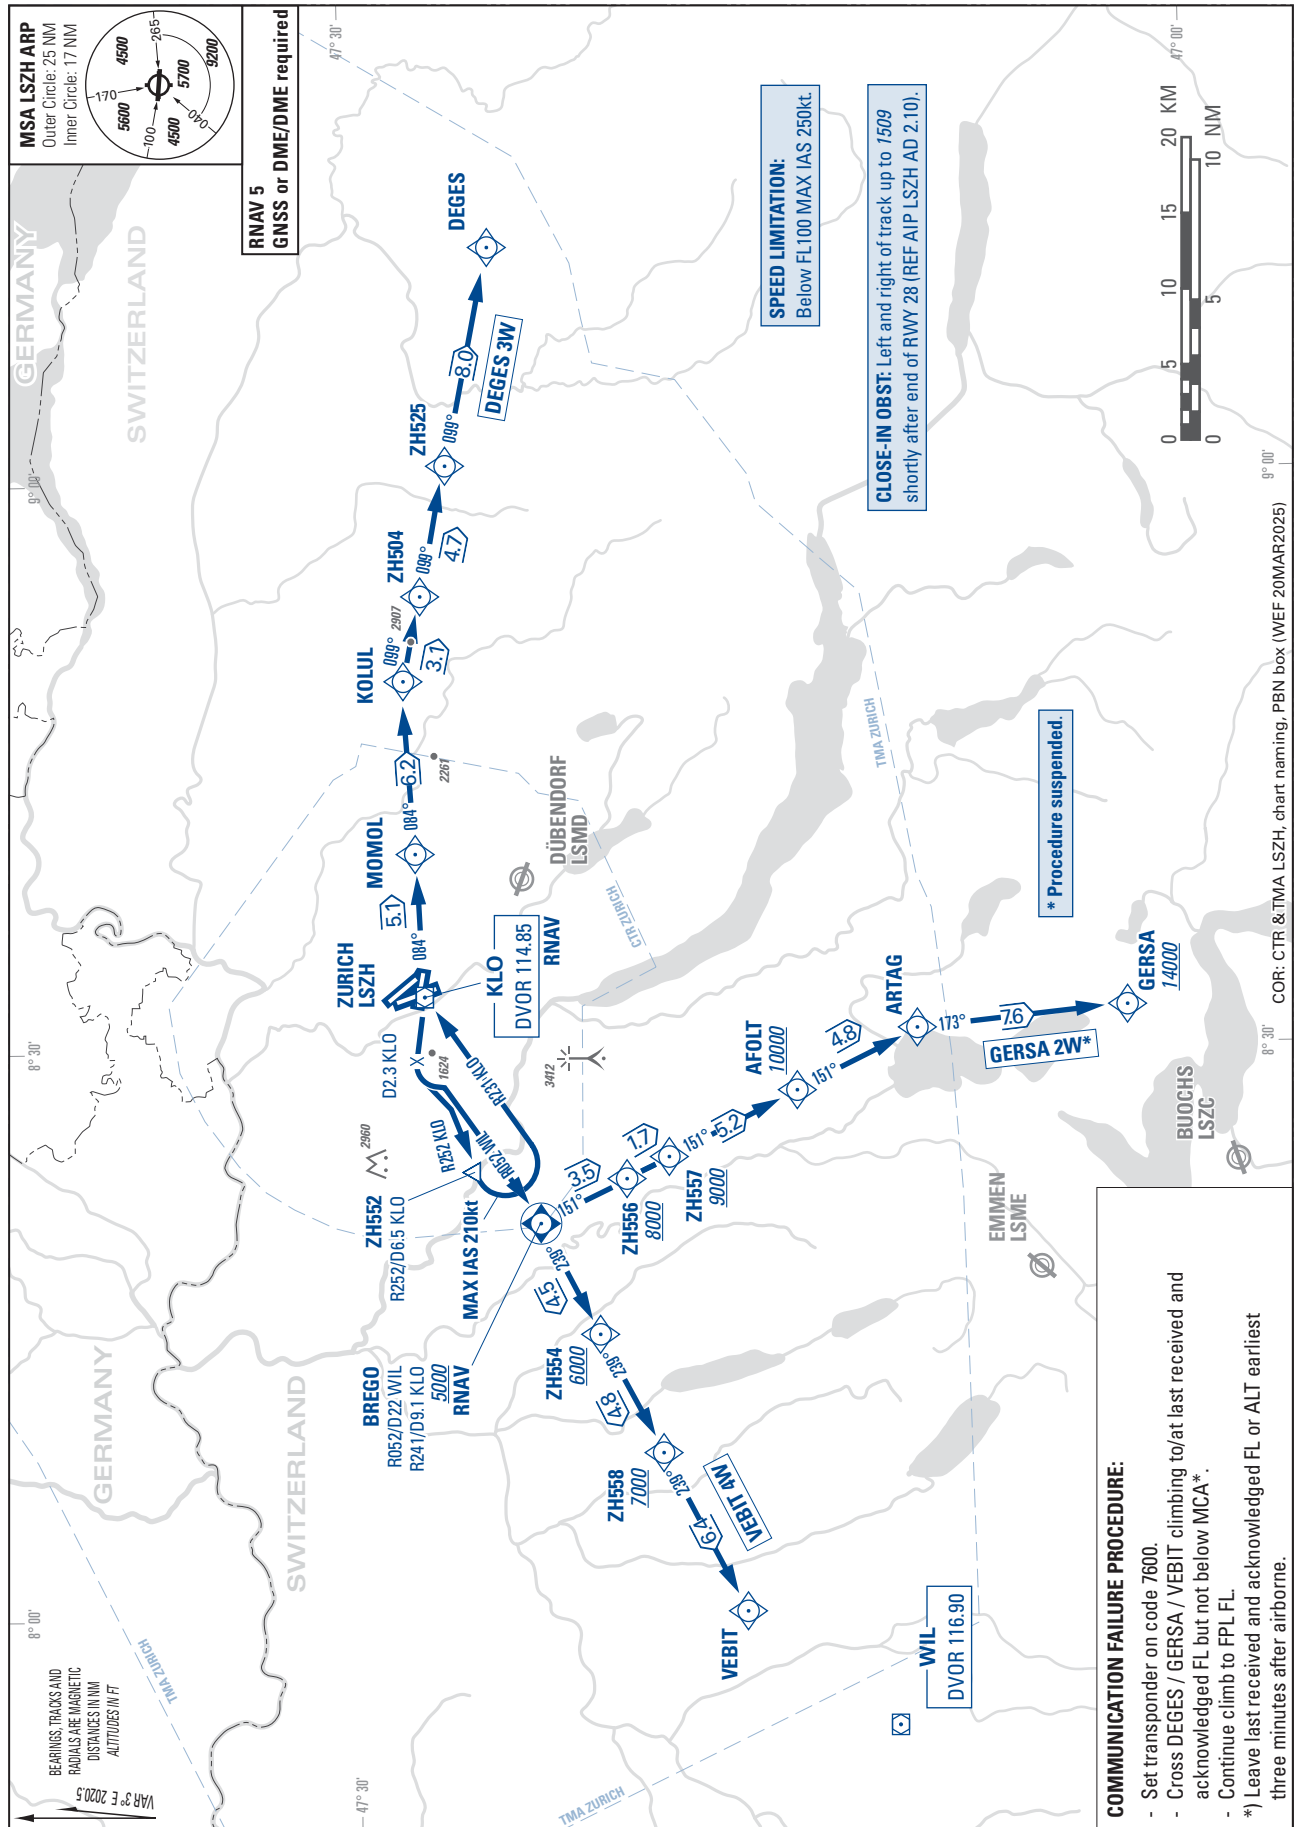 BEARINGS, TRACKS AND
RADIALS ARE MAGNETIC
DISTANCES IN NM
ALTITUDES IN FT
VAR 3° E 2020.5
MSA LSZH ARP
Outer Circle: 25 NM
Inner Circle: 17 NM
170
265
100
040
5600
4500
4500
5700
9200
RNAV 5
GNSS or DME/DME required
8° 00'
8° 30'
9° 00'
47° 30'
47° 30'
47° 00'
8° 30'
9° 00'
GERMANY
SWITZERLAND
GERMANY
SWITZERLAND
TMA ZURICH
TMA ZURICH
TMA ZURICH
CTR ZURICH
ZURICH
LSZH
KLO
DVOR 114.85
RNAV
D2.3 KLO
X
1624
2960
3412
2261
2907
R252 KLO
R052 WIL
R231 KLO
ZH552
R252/D6.5 KLO
MAX IAS 210kt
BREGO
R052/D22 WIL
R241/D9.1 KLO
5000
RNAV
084°
5.1
MOMOL
084°
6.2
KOLUL
099°
3.1
ZH504
099°
4.7
ZH525
099°
8.0
DEGES 3W
DEGES
239°
4.5
ZH554
6000
239°
4.8
ZH558
7000
239°
6.4
VEBIT 4W
VEBIT
151°
3.5
ZH556
8000
1.7
ZH557
9000
151°
5.2
AFOLT
10000
151°
4.8
ARTAG
173°
7.6
GERSA 2W*
GERSA
14000
WIL
DVOR 116.90
DÜBENDORF
LSMD
EMMEN
LSME
BUOCHS
LSZC
* Procedure suspended.
SPEED LIMITATION:
Below FL100 MAX IAS 250kt.
CLOSE-IN OBST: Left and right of track up to 1509
shortly after end of RWY 28 (REF AIP LSZH AD 2.10).
0 5 10 15 20 KM
0 5 10 NM
COMMUNICATION FAILURE PROCEDURE:
- Set transponder on code 7600.
- Cross DEGES / GERSA / VEBIT climbing to/at last received and
acknowledged FL but not below MCA*.
- Continue climb to FPL FL.
*) Leave last received and acknowledged FL or ALT earliest
three minutes after airborne.
COR: CTR & TMA LSZH, chart naming, PBN box (WEF 20MAR2025)